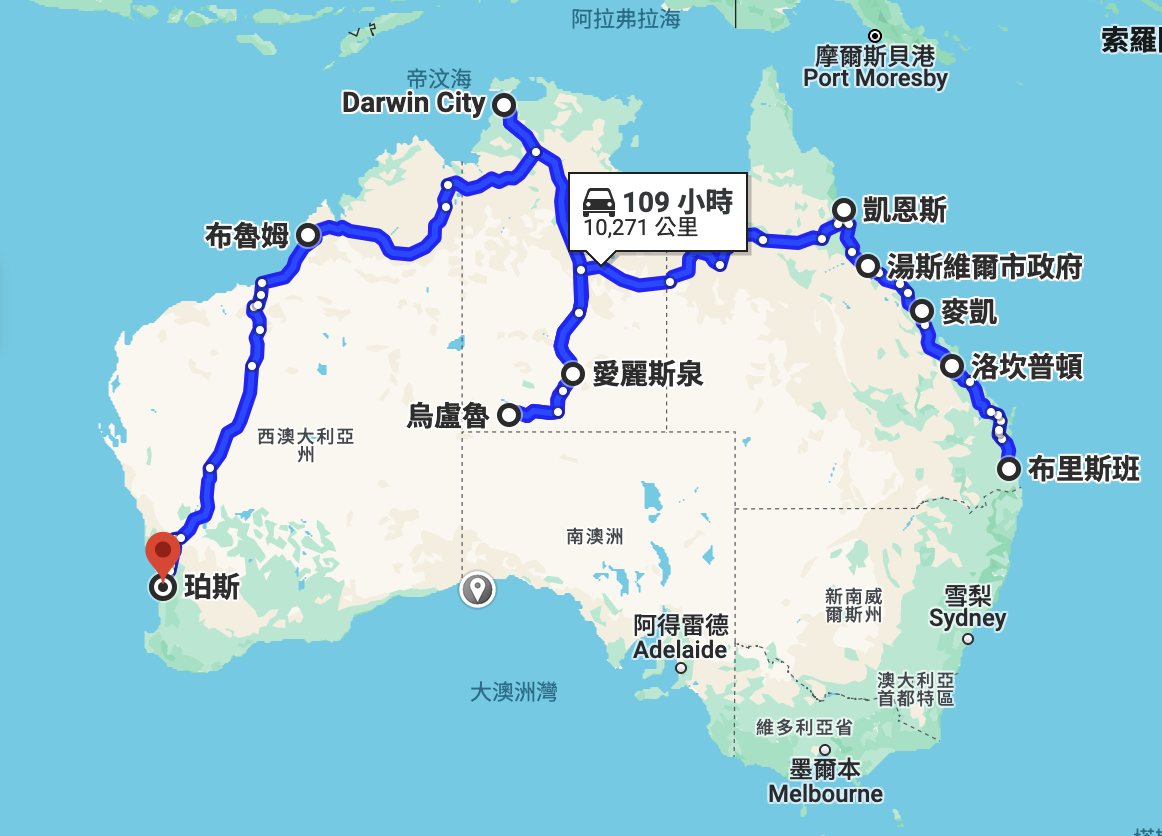 阿拉弗拉海
索羅
摩爾斯貝港
Port Moresby
帝汶海
Darwin City
109 小時
10,271 公里
凱恩斯
布魯姆
湯斯維爾市政府
麥凱
洛坎普頓
愛麗斯泉
烏盧魯
西澳大利亞
州
布里斯班
南澳洲
珀斯
新南威
爾斯州
雪梨
Sydney
阿得雷德
Adelaide
大澳洲灣
澳大利亞
首都特區
維多利亞省
墨爾本
Melbourne